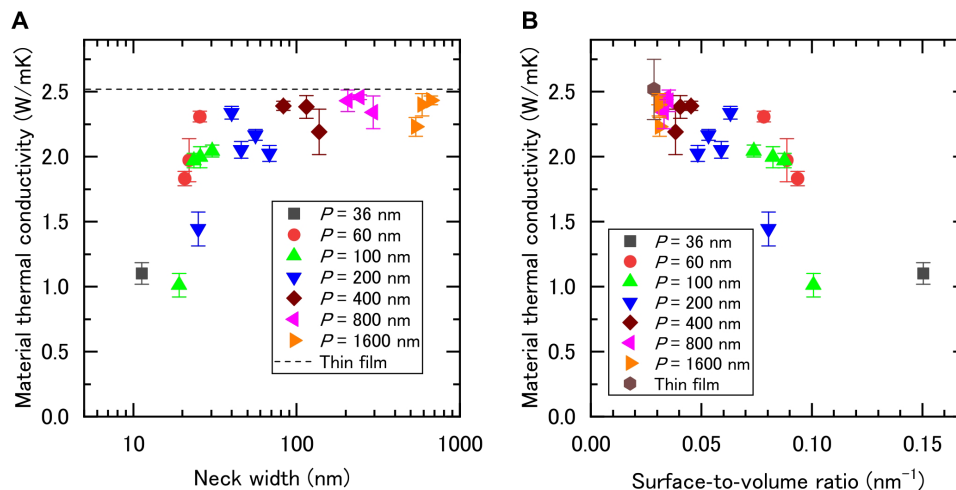 A
Material thermal conductivity (W/mK)
2.5
2.0
1.5
1.0
0.5
0.0
P = 36 nm
P = 60 nm
P = 100 nm
P = 200 nm
P = 400 nm
P = 800 nm
P = 1600 nm
Thin film
10
100
1000
Neck width (nm)
B
Material thermal conductivity (W/mK)
2.5
2.0
1.5
1.0
0.5
0.0
P = 36 nm
P = 60 nm
P = 100 nm
P = 200 nm
P = 400 nm
P = 800 nm
P = 1600 nm
Thin film
0.00
0.05
0.10
0.15
Surface-to-volume ratio (nm⁻¹)